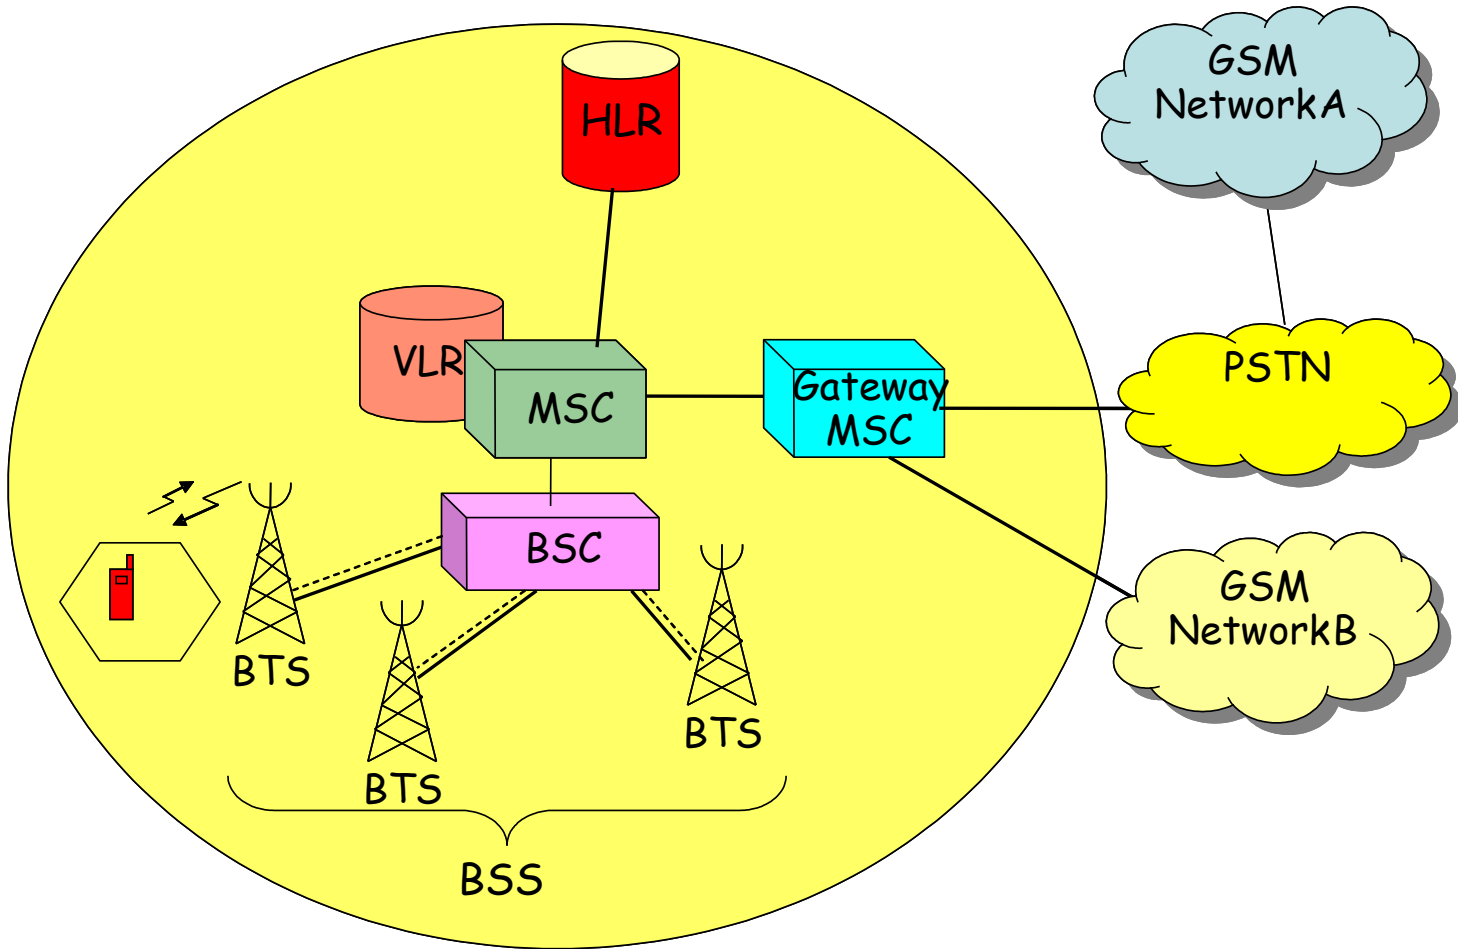 GSM
NetworkA
HLR
VLR
MSC
Gateway
MSC
PSTN
BSC
GSM
NetworkB
BTS
BTS
BTS
BSS